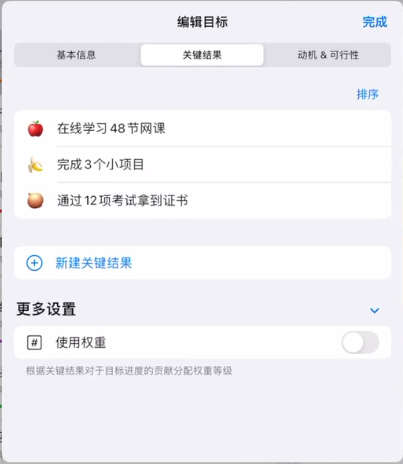 编辑目标
完成
基本信息
关键结果
动机 & 可行性
排序
在线学习48节网课
完成3个小项目
通过12项考试拿到证书
新建关键结果
更多设置
使用权重
根据关键结果对于目标进度的贡献分配权重等级